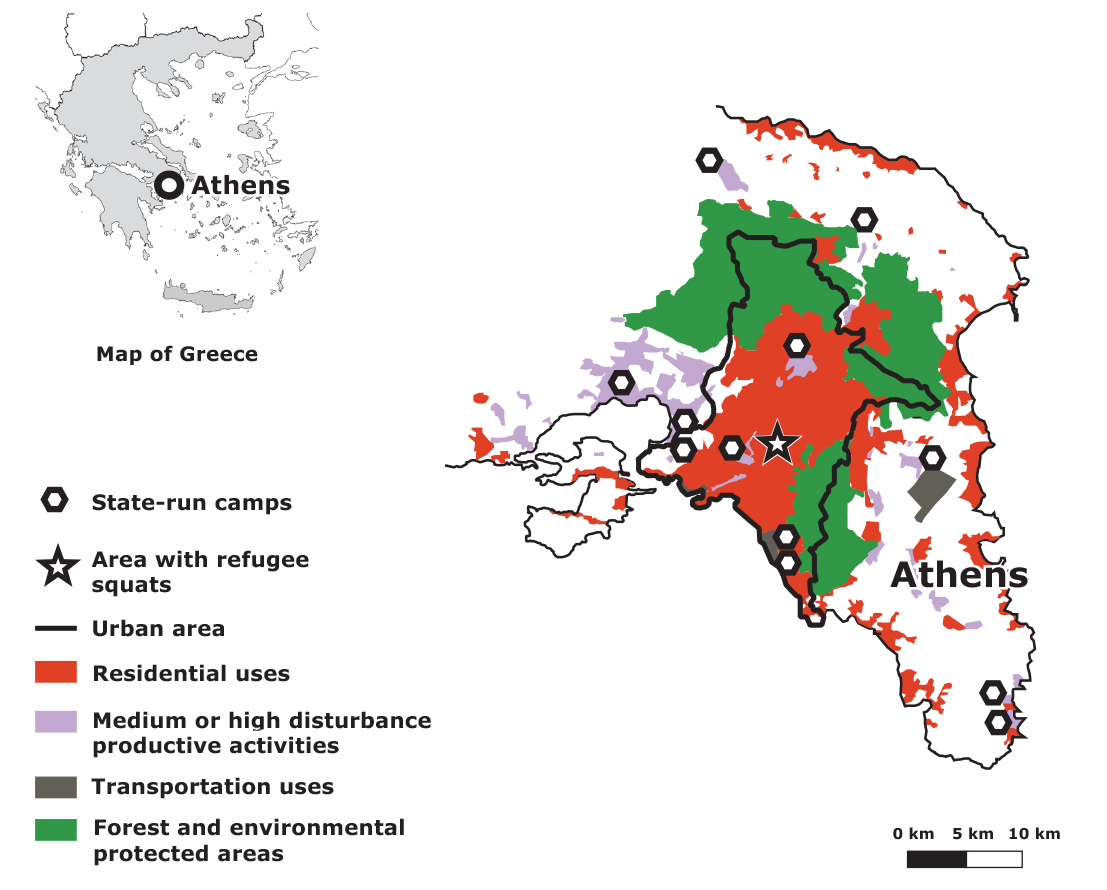 Athens
Map of Greece
State-run camps
Area with refugee
squats
Urban area
Residential uses
Medium or high disturbance
productive activities
Transportation uses
Forest and environmental
protected areas
Athens
0 km 5 km 10 km